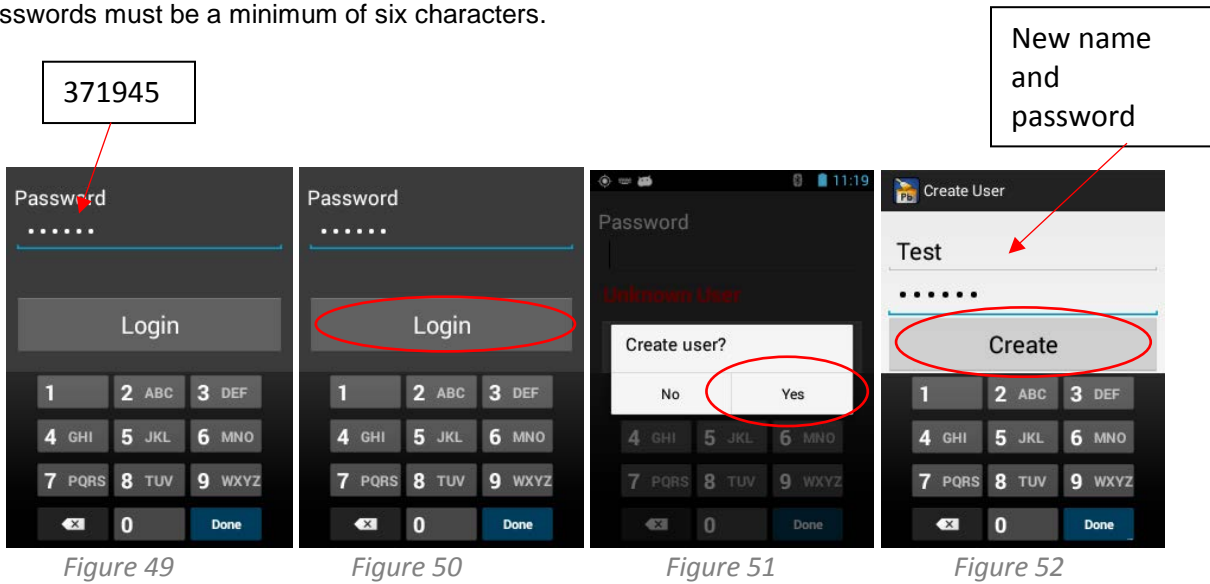 sswords must be a minimum of six characters.
New name
and
password
371945
Password
••••••
Login
1
2 ABC
3 DEF
4 GHI
5 JKL
6 MNO
7 PQRS
8 TUV
9 WXYZ
0
Done
Figure 49
Password
••••••
Login
1
2 ABC
3 DEF
4 GHI
5 JKL
6 MNO
7 PQRS
8 TUV
9 WXYZ
0
Done
Figure 50
11:19
Password
Unknown User
Create user?
No
Yes
4 GHI
5 JKL
6 MNO
7 PQRS
8 TUV
9 WXYZ
0
Done
Figure 51
Pb
Create User
Test
••••••
Create
1
2 ABC
3 DEF
4 GHI
5 JKL
6 MNO
7 PQRS
8 TUV
9 WXYZ
0
Done
Figure 52